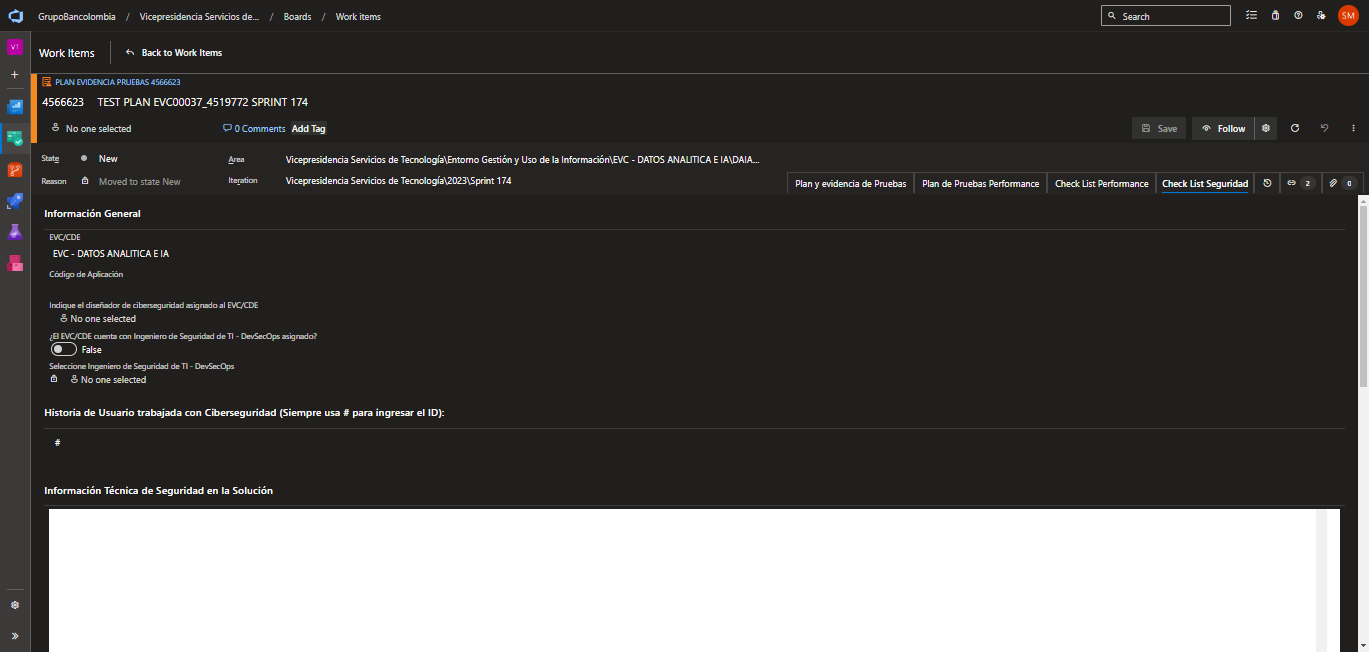 GrupoBancolombia / Vicepresidencia Servicios de... / Boards / Work items
Search
SM
VT
Work Items
Back to Work Items
PLAN EVIDENCIA PRUEBAS 4566623
4566623 TEST PLAN EVC00037_4519772 SPRINT 174
No one selected
0 Comments
Add Tag
Save
Follow
State
New
Area
Vicepresidencia Servicios de Tecnología\Entorno Gestión y Uso de la Información\EVC - DATOS ANALITICA E IA\DAIA...
Reason
Moved to state New
Iteration
Vicepresidencia Servicios de Tecnología\2023\Sprint 174
Plan y evidencia de Pruebas
Plan de Pruebas Performance
Check List Performance
Check List Seguridad
2
0
Información General
EVC/CDE
EVC - DATOS ANALITICA E IA
Código de Aplicación
Indique el diseñador de ciberseguridad asignado al EVC/CDE
No one selected
¿El EVC/CDE cuenta con Ingeniero de Seguridad de TI - DevSecOps asignado?
False
Seleccione Ingeniero de Seguridad de TI - DevSecOps
No one selected
Historia de Usuario trabajada con Ciberseguridad (Siempre usa # para ingresar el ID):
#
Información Técnica de Seguridad en la Solución